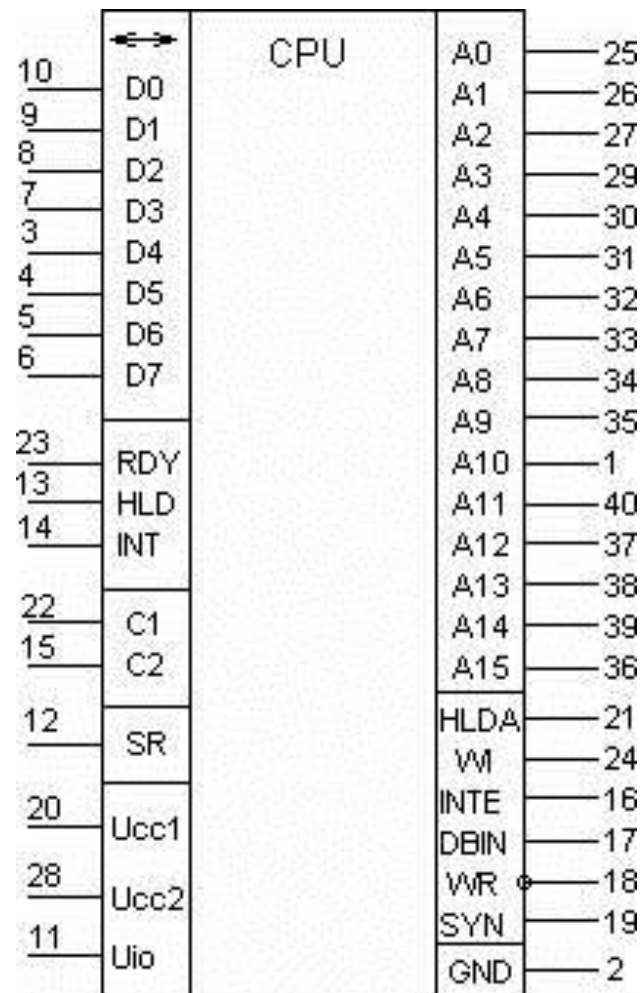 CPU
10 D0
9 D1
8 D2
7 D3
3 D4
4 D5
5 D6
6 D7
23 RDY
13 HLD
14 INT
22 C1
15 C2
12 SR
20 Ucc1
28 Ucc2
11 Uio
A0 25
A1 26
A2 27
A3 29
A4 30
A5 31
A6 32
A7 33
A8 34
A9 35
A10 1
A11 40
A12 37
A13 38
A14 39
A15 36
HLDA 21
WI 24
INTE 16
DBIN 17
WR 18
SYN 19
GND 2